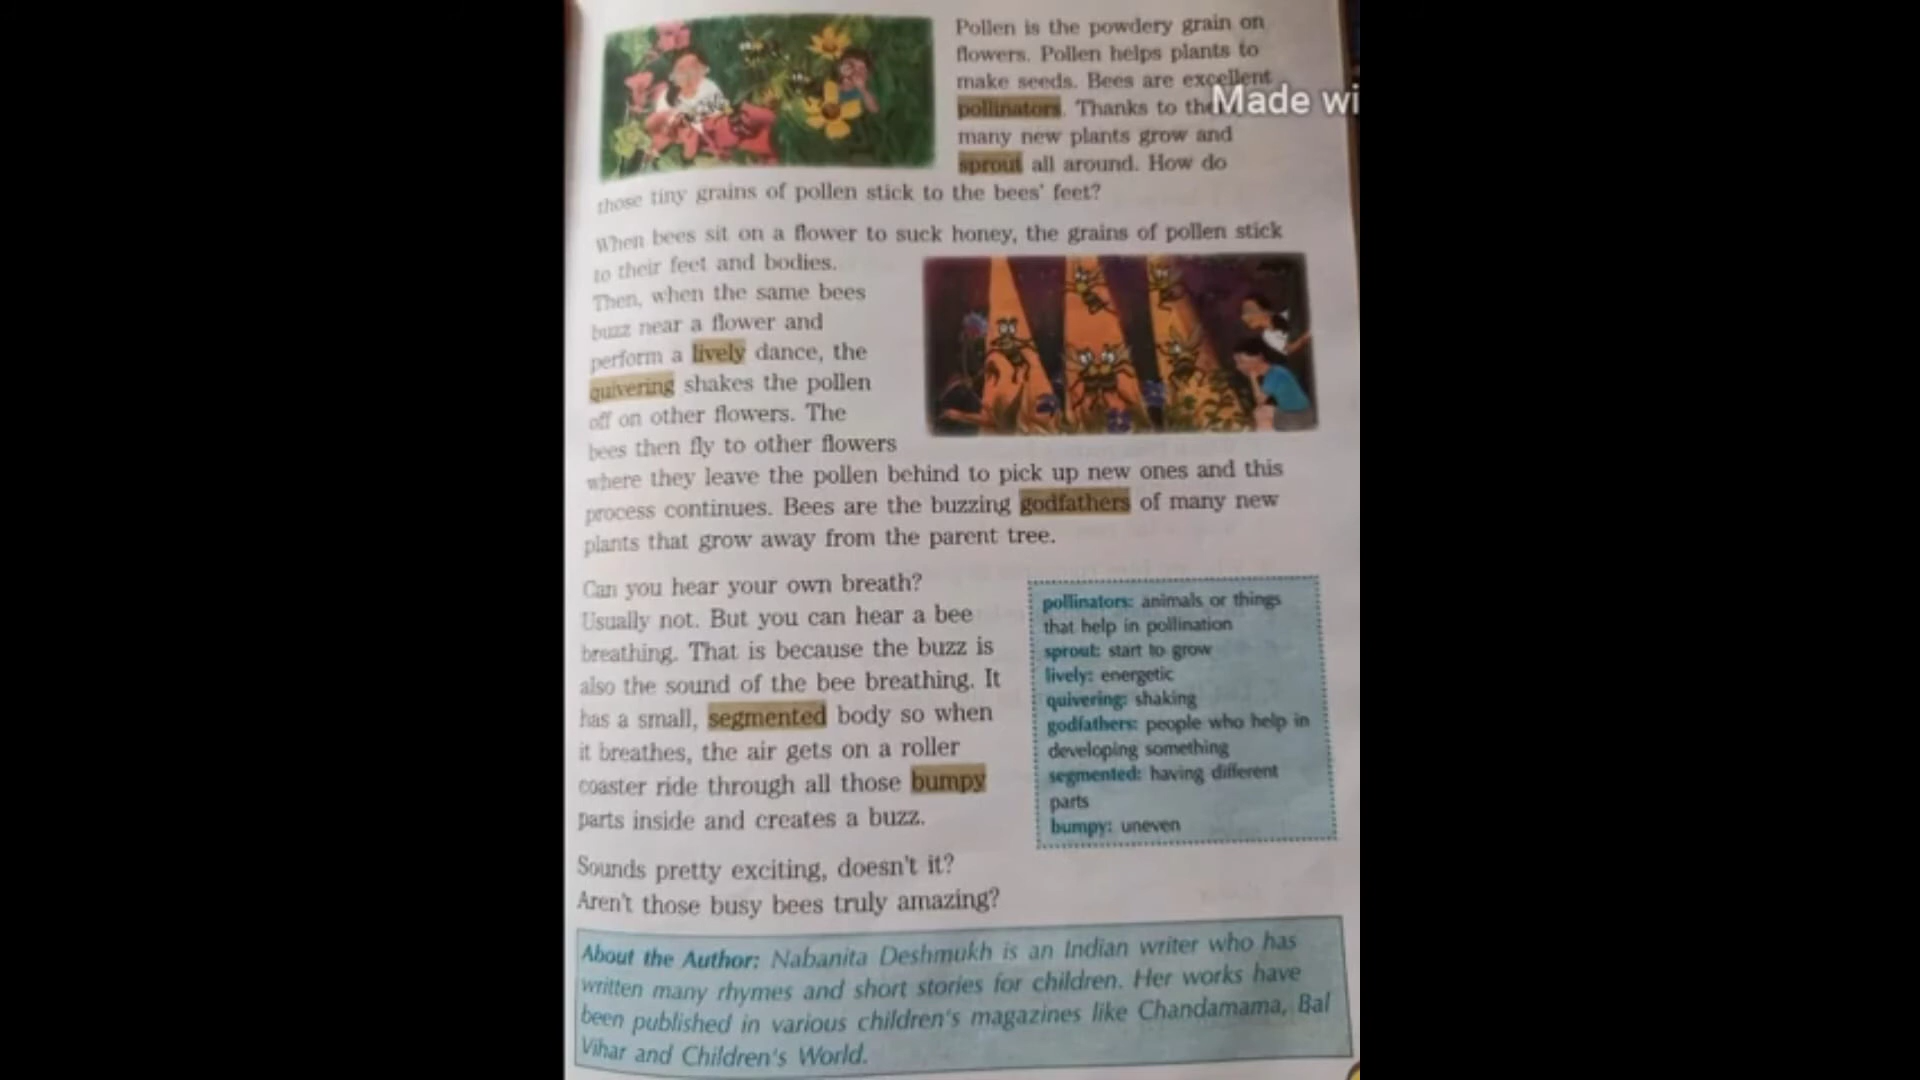 Pollen is the powdery grain on
flowers. Pollen helps plants to
make seeds. Bees are excellent
pollinators. Thanks to
many new plants grow and
sprout all around. How do
those tiny grains of pollen stick to the bees' feet?
Made wi
When bees sit on a flower to suck honey, the grains of pollen stick
to their feet and bodies.
Then, when the same bees
buzz near a flower and
perform a lively dance, the
quivering shakes the pollen
off on other flowers. The
bees then fly to other flowers
where they leave the pollen behind to pick up new ones and this
process continues. Bees are the buzzing godfathers of many new
plants that grow away from the parent tree.
Can you hear your own breath?
Usually not. But you can hear a bee
breathing. That is because the buzz is
also the sound of the bee breathing. It
has a small, segmented body so when
it breathes, the air gets on a roller
coaster ride through all those bumpy
parts inside and creates a buzz.
pollinators: animals or things
that help in pollination
sprout: start to grow
lively: energetic
quivering: shaking
godfathers: people who help in
developing something
segmented: having different
parts
bumpy: uneven
Sounds pretty exciting, doesn't it?
Aren't those busy bees truly amazing?
About the Author: Nabanita Deshmukh is an Indian writer who has
written many rhymes and short stories for children. Her works have
been published in various children's magazines like Chandamama, Bal
Vihar and Children's World.